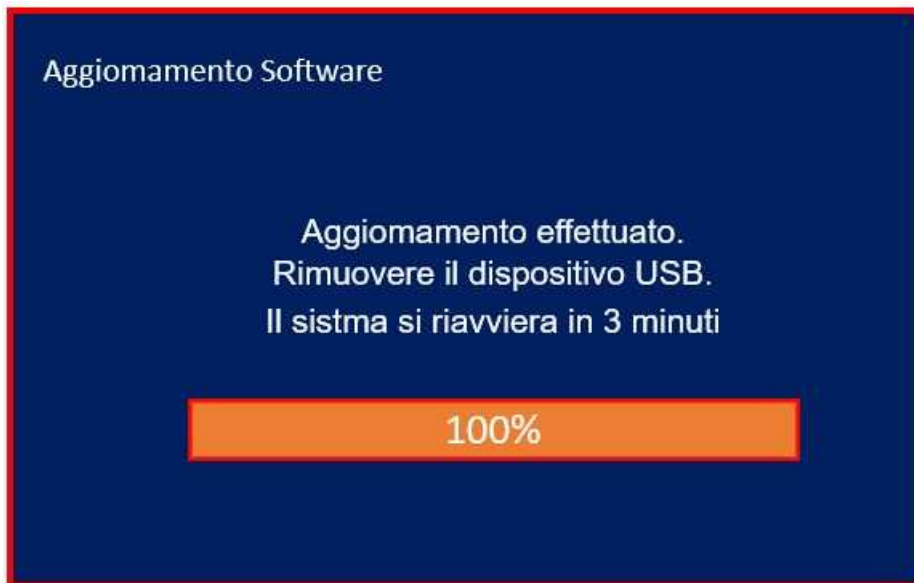 Aggiomamento Software
Aggiomamento effettuato.
Rimuovere il dispositivo USB.
Il sistma si riavviera in 3 minuti
100%